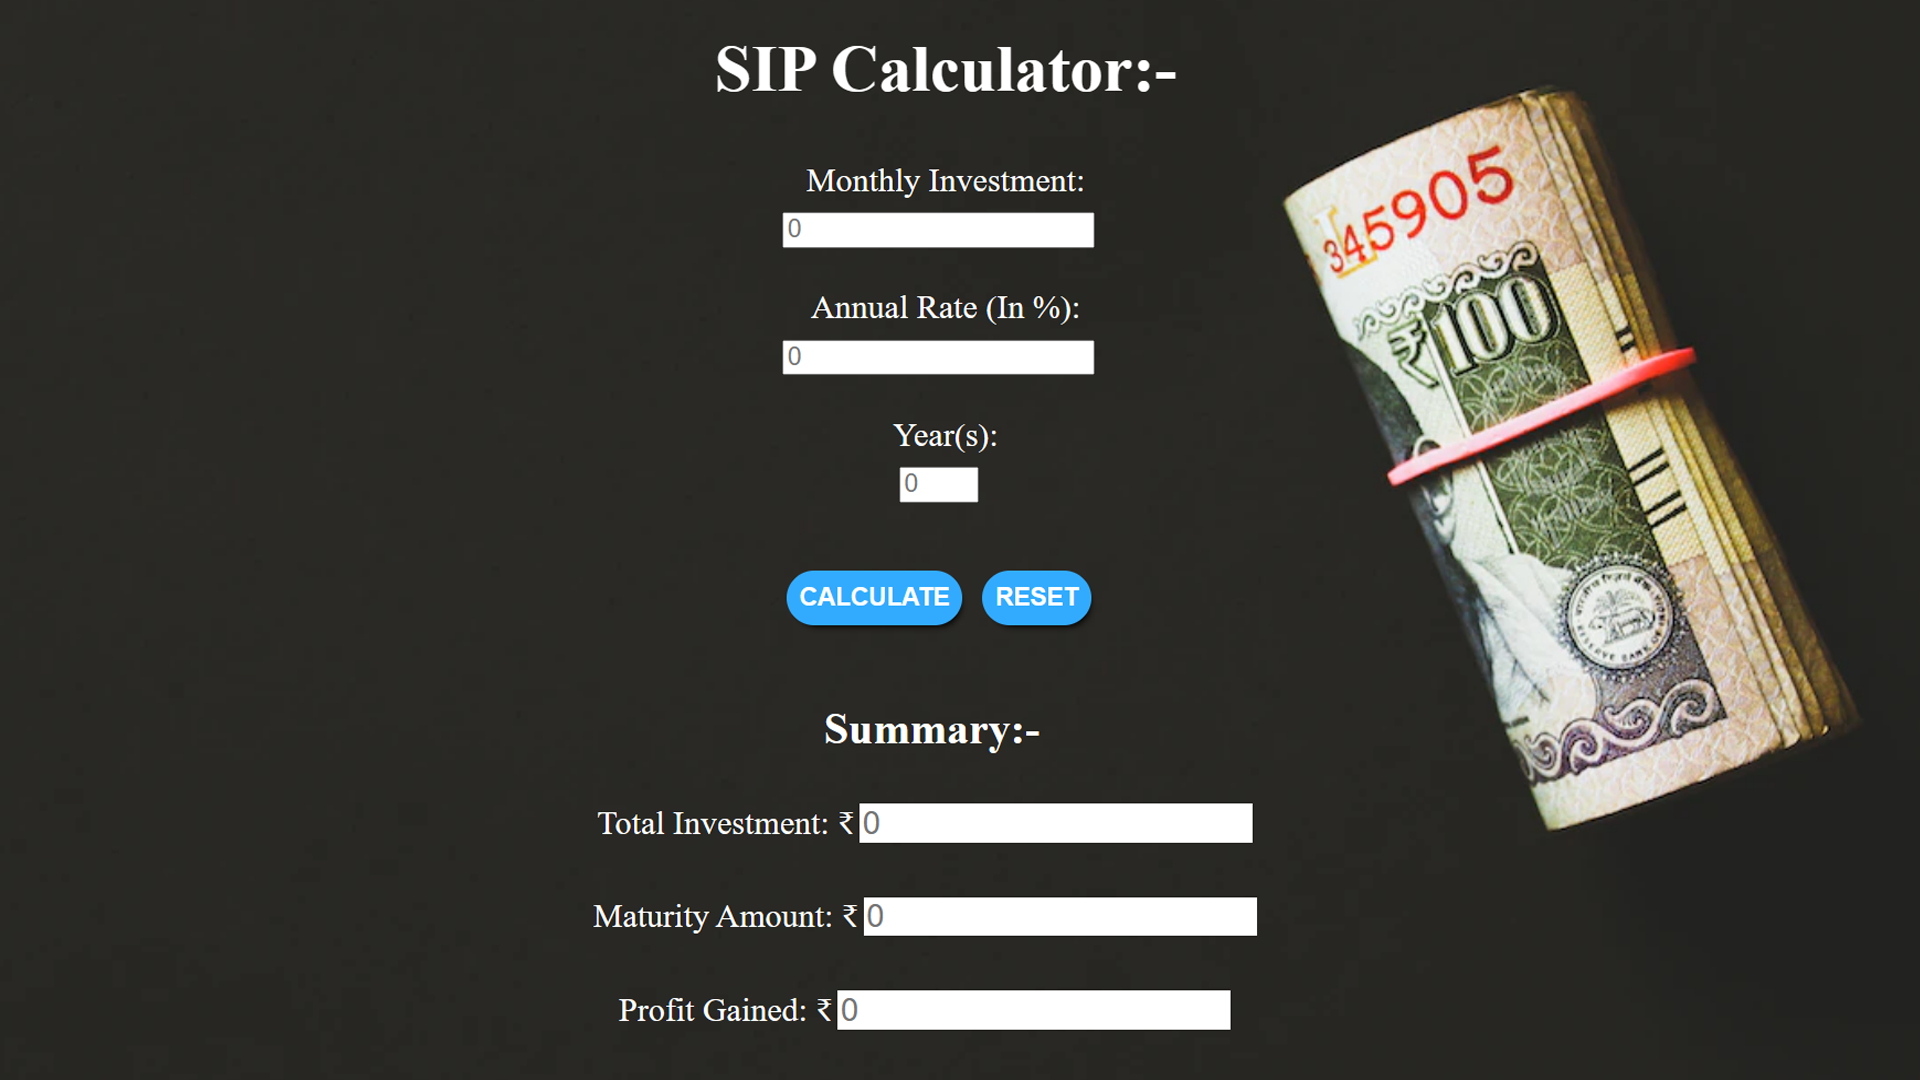 SIP Calculator:-
Monthly Investment:
0
Annual Rate (In %):
0
Year(s):
0
CALCULATE RESET
Summary:-
Total Investment: ₹ 0
Maturity Amount: ₹ 0
Profit Gained: ₹ 0
345905
₹100